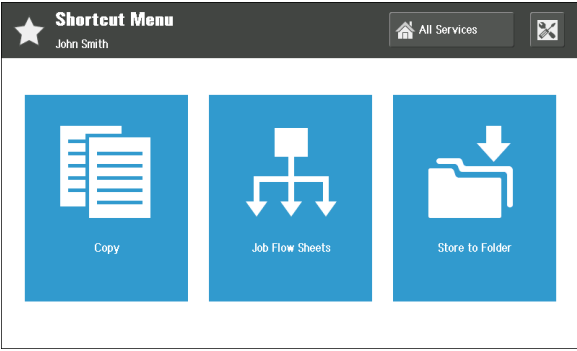 Shortcut Menu
John Smith
All Services
Copy
Job Flow Sheets
Store to Folder